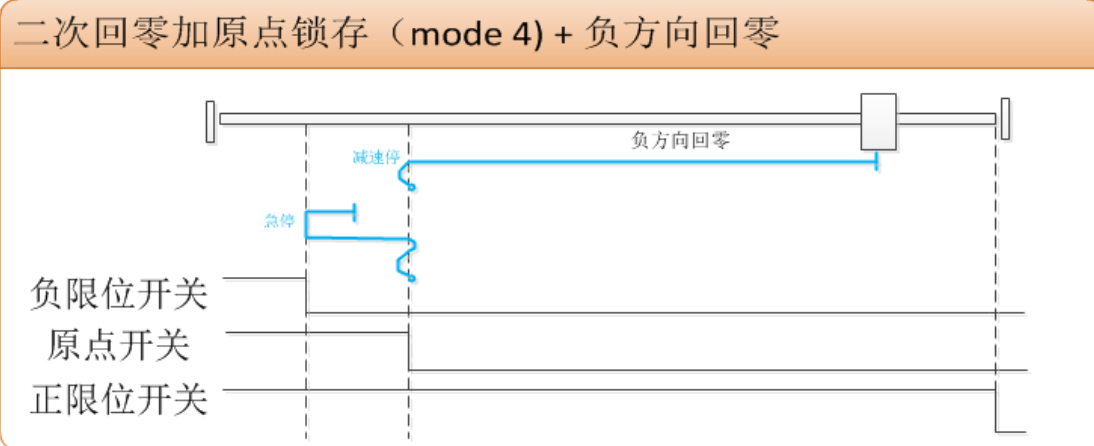 二次回零加原点锁存（mode 4) + 负方向回零
负方向回零
减速停
急停
负限位开关
原点开关
正限位开关